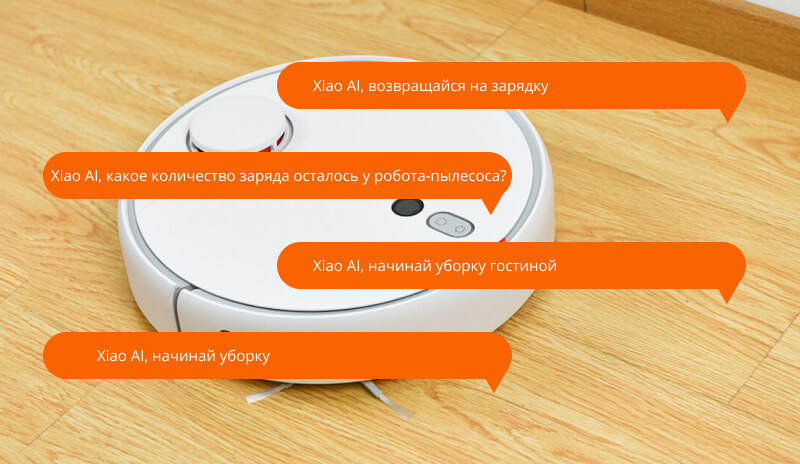 Xiao AI, возвращайся на зарядку
Xiao AI, какое количество заряда осталось у робота-пылесоса?
Xiao AI, начинай уборку гостиной
Xiao AI, начинай уборку